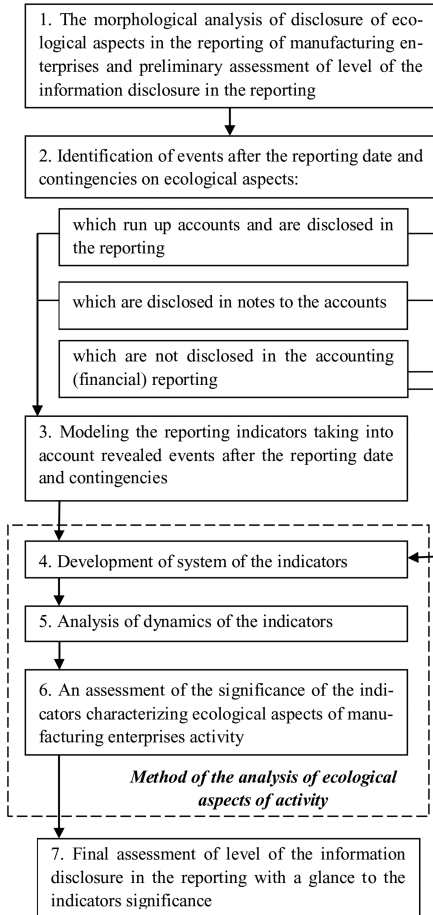 1. The morphological analysis of disclosure of eco-
logical aspects in the reporting of manufacturing en-
terprises and preliminary assessment of level of the
information disclosure in the reporting
2. Identification of events after the reporting date and
contingencies on ecological aspects:
which run up accounts and are disclosed in
the reporting
which are disclosed in notes to the accounts
which are not disclosed in the accounting
(financial) reporting
3. Modeling the reporting indicators taking into
account revealed events after the reporting date
and contingencies
4. Development of system of the indicators
5. Analysis of dynamics of the indicators
6. An assessment of the significance of the indi-
cators characterizing ecological aspects of manu-
facturing enterprises activity
Method of the analysis of ecological
aspects of activity
7. Final assessment of level of the information
disclosure in the reporting with a glance to the
indicators significance